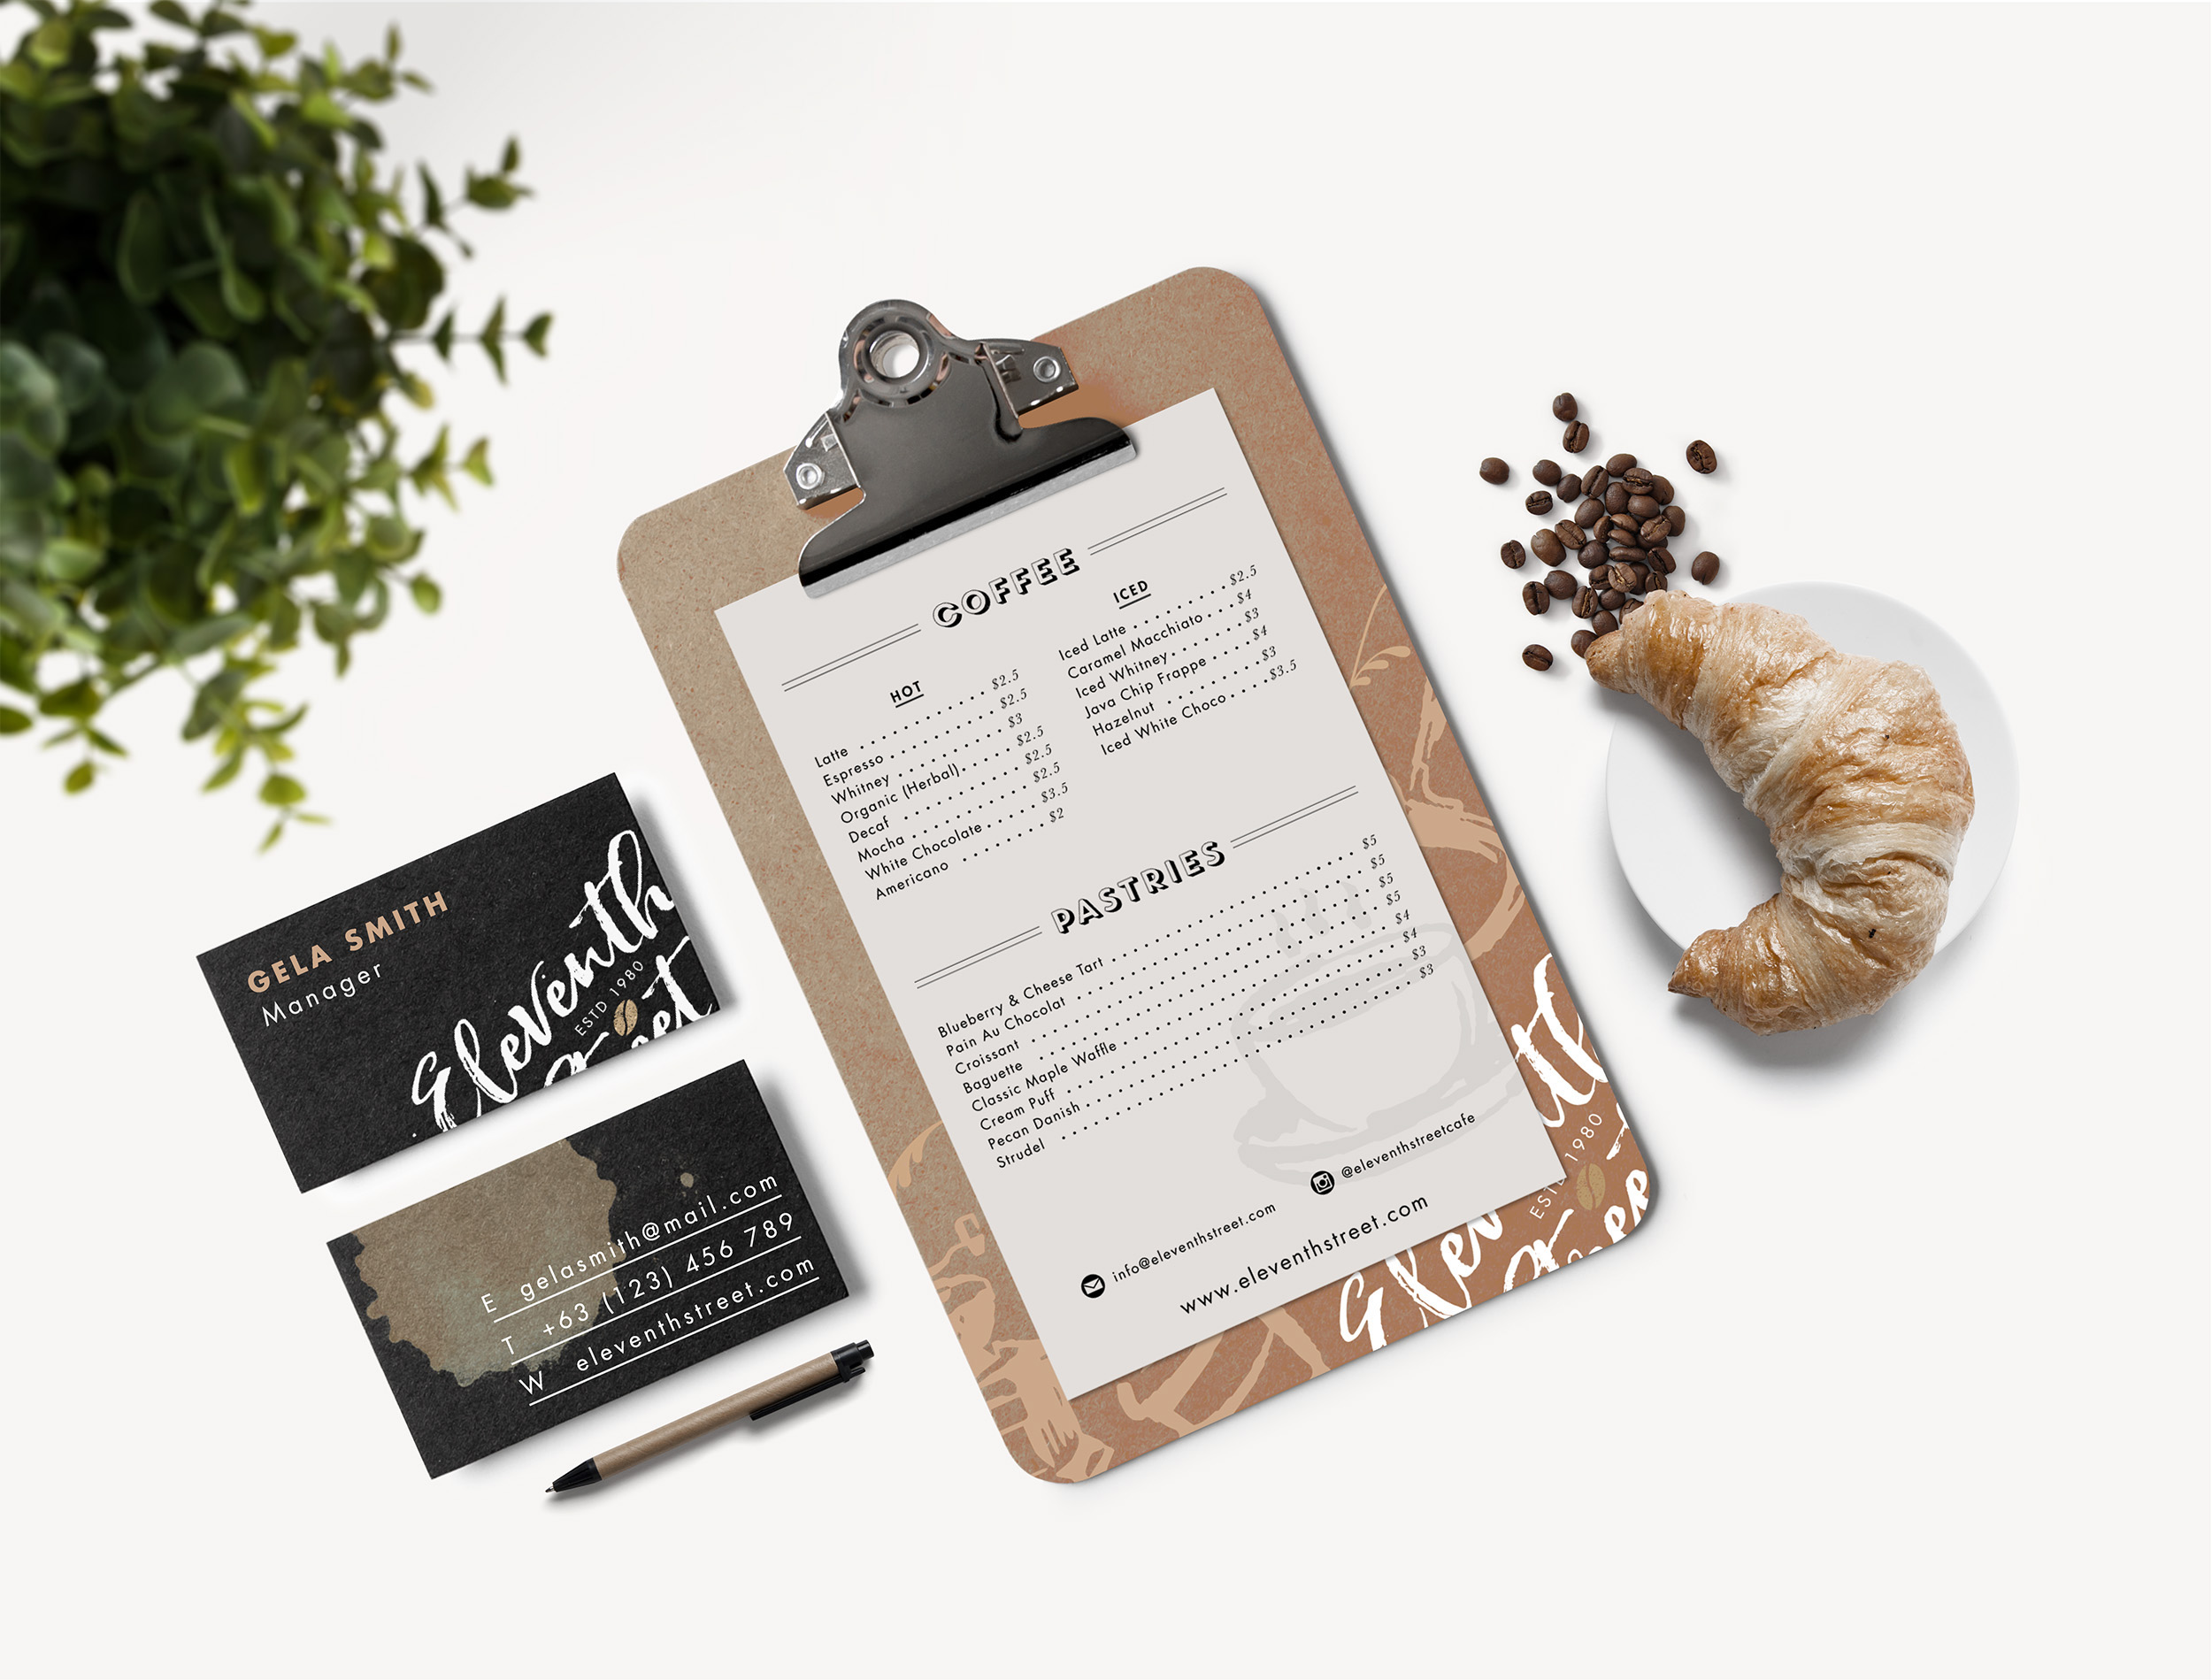 COFFEE
HOT
Latte . . . . . . . . . . . . $2.5
Espresso . . . . . . . . . . $2.5
Whitney . . . . . . . . . . $3
Organic (Herbal) . . . . . $2.5
Decaf . . . . . . . . . . . $2.5
Mocha . . . . . . . . . . $2.5
White Chocolate . . . . . $3.5
Americano . . . . . . . . $2
ICED
Iced Latte . . . . . . . . . $2.5
Caramel Macchiato . . . . $4
Iced Whitney . . . . . . . $3
Java Chip Frappe . . . . . $4
Hazelnut . . . . . . . . . $3
Iced White Choco . . . . $3.5
PASTRIES
Blueberry & Cheese Tart . . . . . . . . . . $5
Pain Au Chocolat . . . . . . . . . . $5
Croissant . . . . . . . . . . $5
Baguette . . . . . . . . . . $5
Classic Maple Waffle . . . . . . . . . . $4
Cream Puff . . . . . . . . . . $4
Pecan Danish . . . . . . . . . . $3
Strudel . . . . . . . . . . $3
info@eleventhstreet.com
@eleventhstreetcafe
www.eleventhstreet.com
GELA SMITH
Manager
Eleventh
ESTD 1980
E gelasmith@mail.com
T +63 (123) 456 789
W eleventhstreet.com